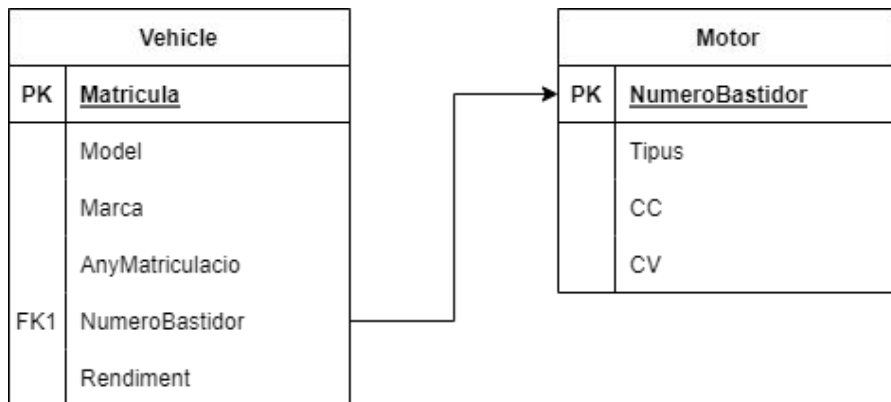 Vehicle
PK Matricula
Model
Marca
AnyMatriculacio
FK1 NumeroBastidor
Rendiment
Motor
PK NumeroBastidor
Tipus
CC
CV